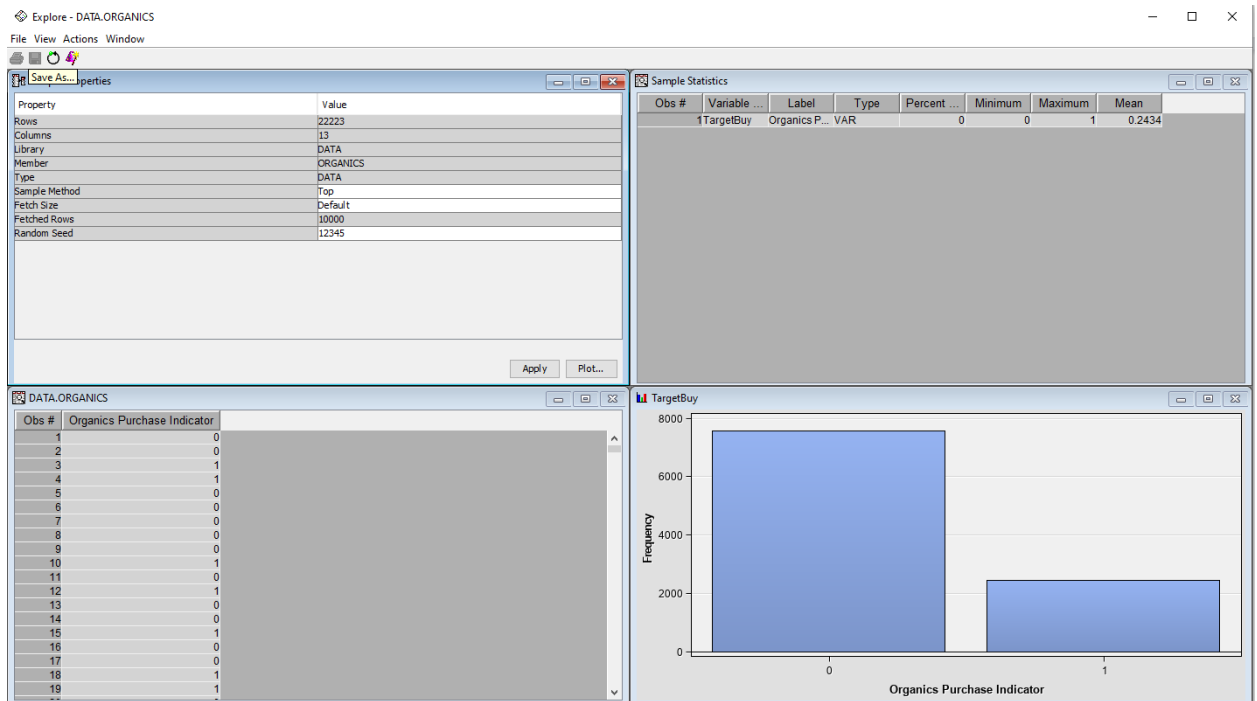 Explore - DATA.ORGANICS
File View Actions Window
Save As...
perties
Property Value
Rows 22223
Columns 13
Library DATA
Member ORGANICS
Type DATA
Sample Method Top
Fetch Size Default
Fetched Rows 10000
Random Seed 12345
Apply Plot...
Sample Statistics
Obs # Variable ... Label Type Percent ... Minimum Maximum Mean
1 TargetBuy Organics P... VAR 0 0 1 0.2434
DATA.ORGANICS
Obs # Organics Purchase Indicator
1 0
2 0
3 1
4 1
5 0
6 0
7 0
8 0
9 0
10 1
11 0
12 1
13 0
14 0
15 1
16 0
17 0
18 1
19 1
TargetBuy
8000
6000
4000
2000
0
Frequency
0 1
Organics Purchase Indicator